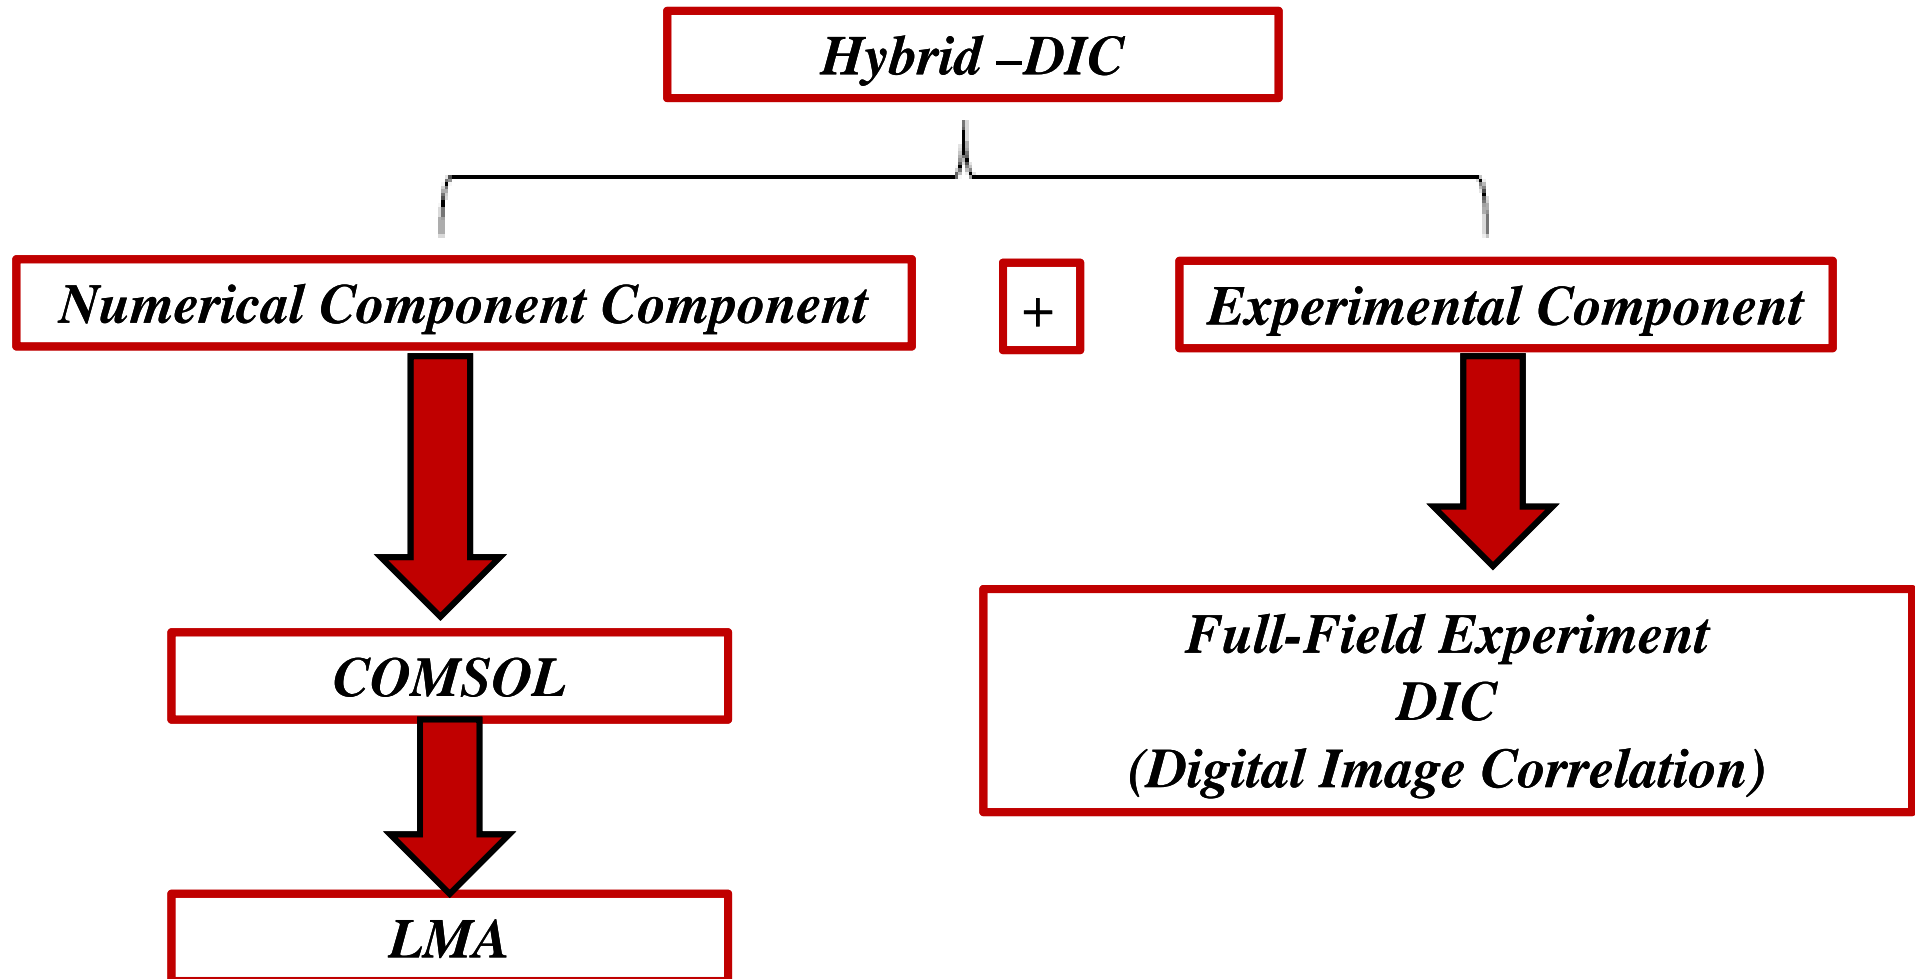 Hybrid –DIC
Numerical Component Component
+
Experimental Component
COMSOL
Full-Field Experiment
DIC
(Digital Image Correlation)
LMA